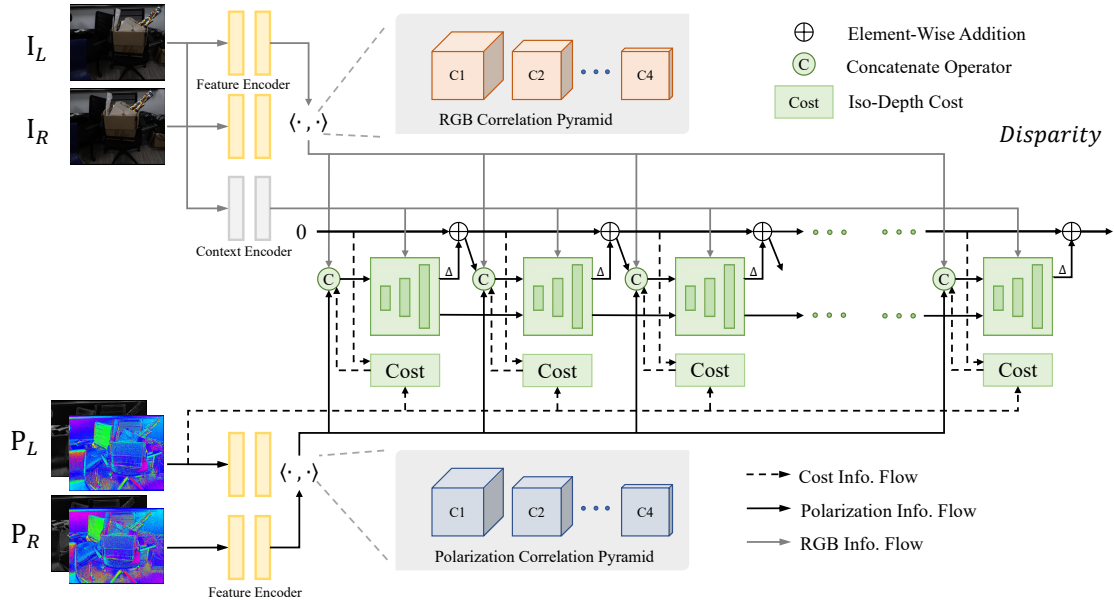 I_L
Feature Encoder
I_R
Context Encoder
⟨· , ·⟩
C1
C2
C4
RGB Correlation Pyramid
Element-Wise Addition
C
Concatenate Operator
Cost
Iso-Depth Cost
Disparity
0
Δ
Δ
Δ
Δ
C
C
C
C
Cost
Cost
Cost
Cost
P_L
P_R
Feature Encoder
⟨· , ·⟩
C1
C2
C4
Polarization Correlation Pyramid
Cost Info. Flow
Polarization Info. Flow
RGB Info. Flow